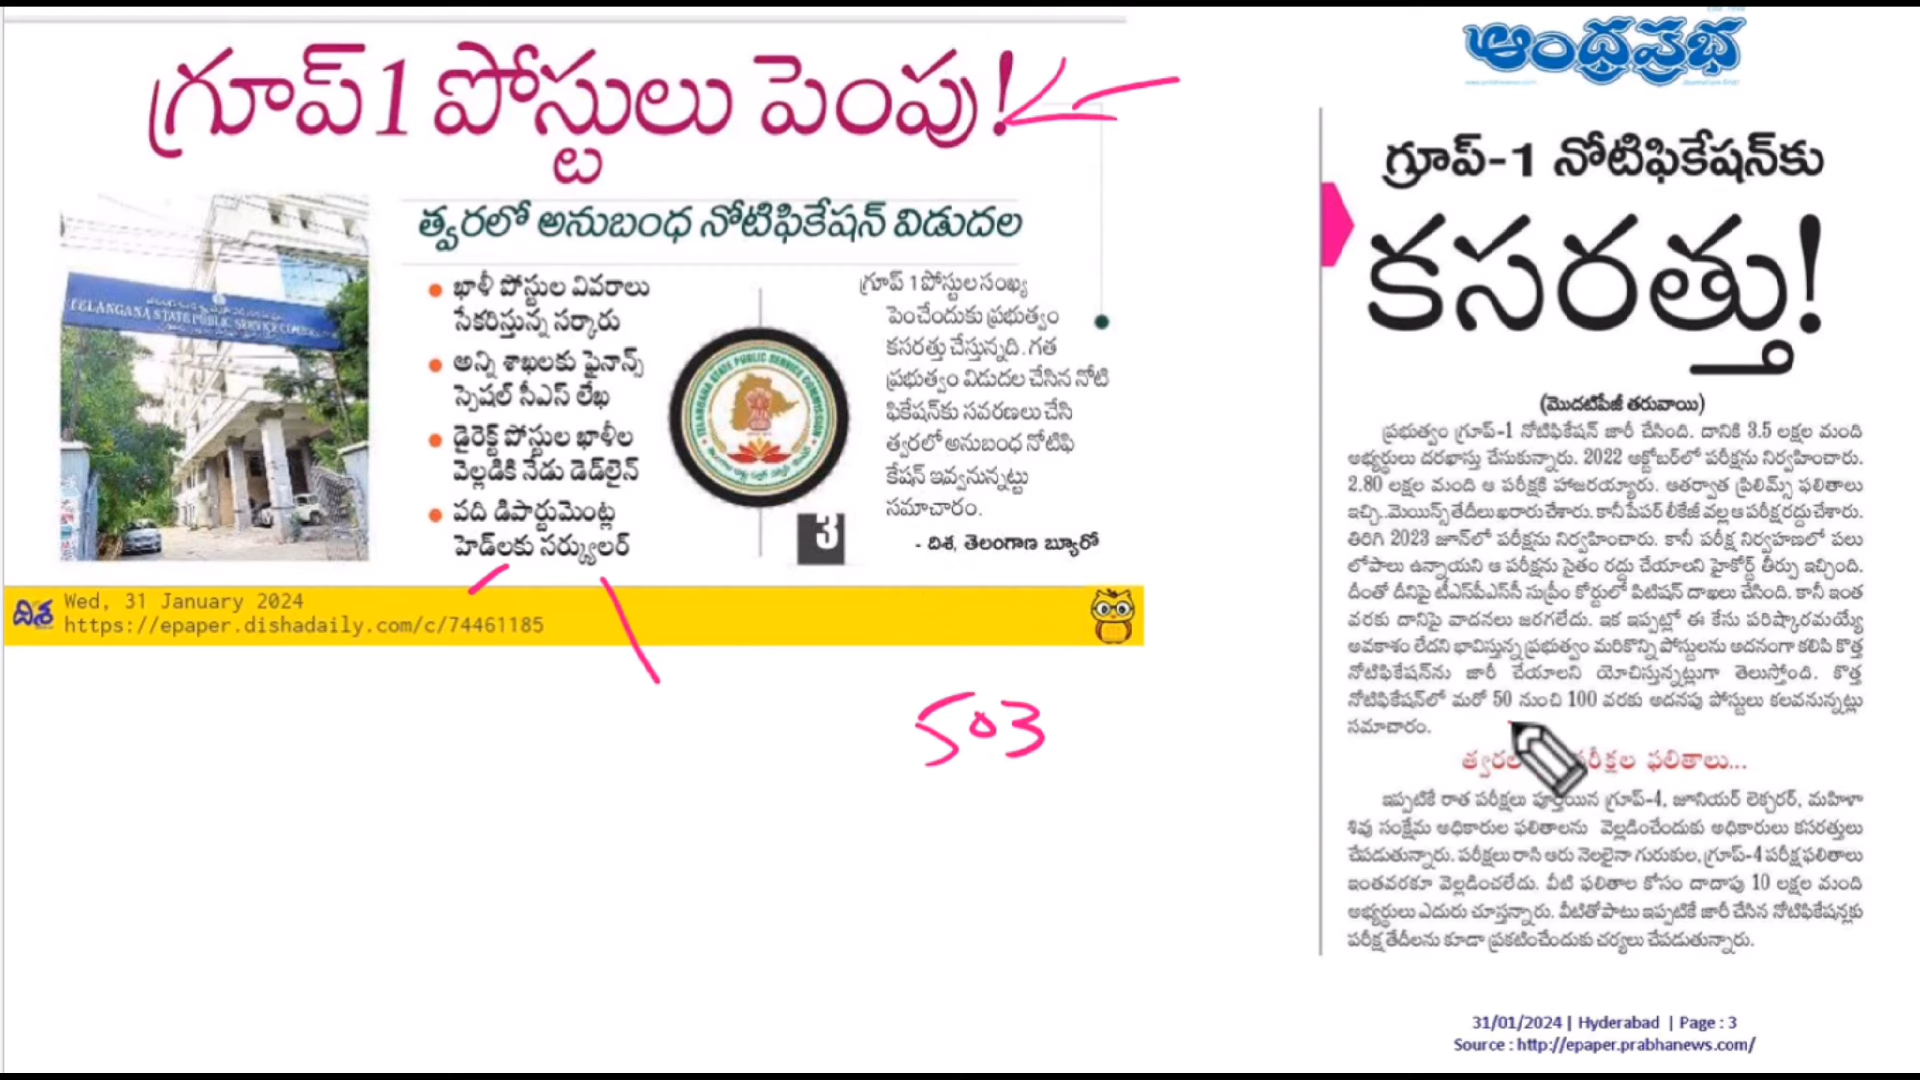 గ్రూప్ 1 పోస్టుల పెంపు!
త్వరలో అనుబంధ నోటిఫికేషన్ విడుదల
TELANGANA STATE PUBLIC SERVICE COMM
ఖాళీ పోస్టుల వివరాలు
సేకరిస్తున్న సర్కారు
అన్ని శాఖలకు ఫైనాన్స్
స్పెషల్ సీఎస్ లేఖ
డైరెక్ట్ పోస్టుల ఖాళీల
వెల్లడికి నేడు డెడ్‌లైన్
పది డిపార్టుమెంట్ల
హెడ్‌లకు సర్క్యులర్
TELANGANA STATE PUBLIC SERVICE COMMISSION
3
గ్రూప్ 1 పోస్టుల సంఖ్య
పెంచేందుకు ప్రభుత్వం
కసరత్తు చేస్తున్నది. గత
ప్రభుత్వం విడుదల చేసిన నోటి
ఫికేషన్‌కు సవరణలు చేసి
త్వరలో అనుబంధ నోటిఫి
కేషన్ ఇవ్వనున్నట్టు
సమాచారం.
- దిశ, తెలంగాణ బ్యూరో
దిశ
Wed, 31 January 2024
https://epaper.dishadaily.com/c/74461185
503
ఆంధ్రప్రభ
గ్రూప్-1 నోటిఫికేషన్‌కు
కసరత్తు!
(మొదటిపేజీ తరువాయి)
ప్రభుత్వం గ్రూప్-1 నోటిఫికేషన్ జారీ చేసింది. దానికి 3.5 లక్షల మంది
అభ్యర్థులు దరఖాస్తు చేసుకున్నారు. 2022 అక్టోబర్‌లో పరీక్షను నిర్వహించారు.
2.80 లక్షల మంది ఆ పరీక్షకి హాజరయ్యారు. ఆతర్వాత ప్రిలిమ్స్ ఫలితాలు
ఇచ్చి..మెయిన్స్ తేదీలు ఖరారు చేశారు. కానీ పేపర్ లీకేజీ వల్ల ఆ పరీక్ష రద్దు చేశారు.
తిరిగి 2023 జూన్‌లో పరీక్షను నిర్వహించారు. కానీ పరీక్ష నిర్వహణలో పలు
లోపాలు ఉన్నాయని ఆ పరీక్షను సైతం రద్దు చేయాలని హైకోర్టు తీర్పు ఇచ్చింది.
దీంతో దీనిపై టీఎస్‌పీఎస్‌సీ సుప్రీం కోర్టులో పిటిషన్ దాఖలు చేసింది. కానీ ఇంత
వరకు దానిపై వాదనలు జరగలేదు. ఇక ఇప్పట్లో ఈ కేసు పరిష్కారమయ్యే
అవకాశం లేదని భావిస్తున్న ప్రభుత్వం మరికొన్ని పోస్టులను అదనంగా కలిపి కొత్త
నోటిఫికేషన్‌ను జారీ చేయాలని యోచిస్తున్నట్లుగా తెలుస్తోంది. కొత్త
నోటిఫికేషన్‌లో మరో 50 నుంచి 100 వరకు అదనపు పోస్టులు కలవనున్నట్లు
సమాచారం.
ఫలితాలు...
ఇప్పటికే రాత పరీక్షలు పూర్తయిన గ్రూప్-4, జూనియర్ లెక్చరర్, మహిళా
శిశు సంక్షేమ అధికారుల ఫలితాలను వెల్లడించేందుకు అధికారులు కసరత్తులు
చేపడుతున్నారు. పరీక్షలు రాసి ఆరు నెలలైనా గురుకుల, గ్రూప్-4 పరీక్ష ఫలితాలు
ఇంతవరకూ వెల్లడించలేదు. వీటి ఫలితాల కోసం దాదాపు 10 లక్షల మంది
అభ్యర్థులు ఎదురు చూస్తన్నారు. వీటితోపాటు ఇప్పటికే జారీ చేసిన నోటిఫికేషన్లకు
పరీక్ష తేదీలను కూడా ప్రకటించేందుకు చర్యలు చేపడుతున్నారు.
31/01/2024 | Hyderabad | Page : 3
Source : http://epaper.prabhanews.com/